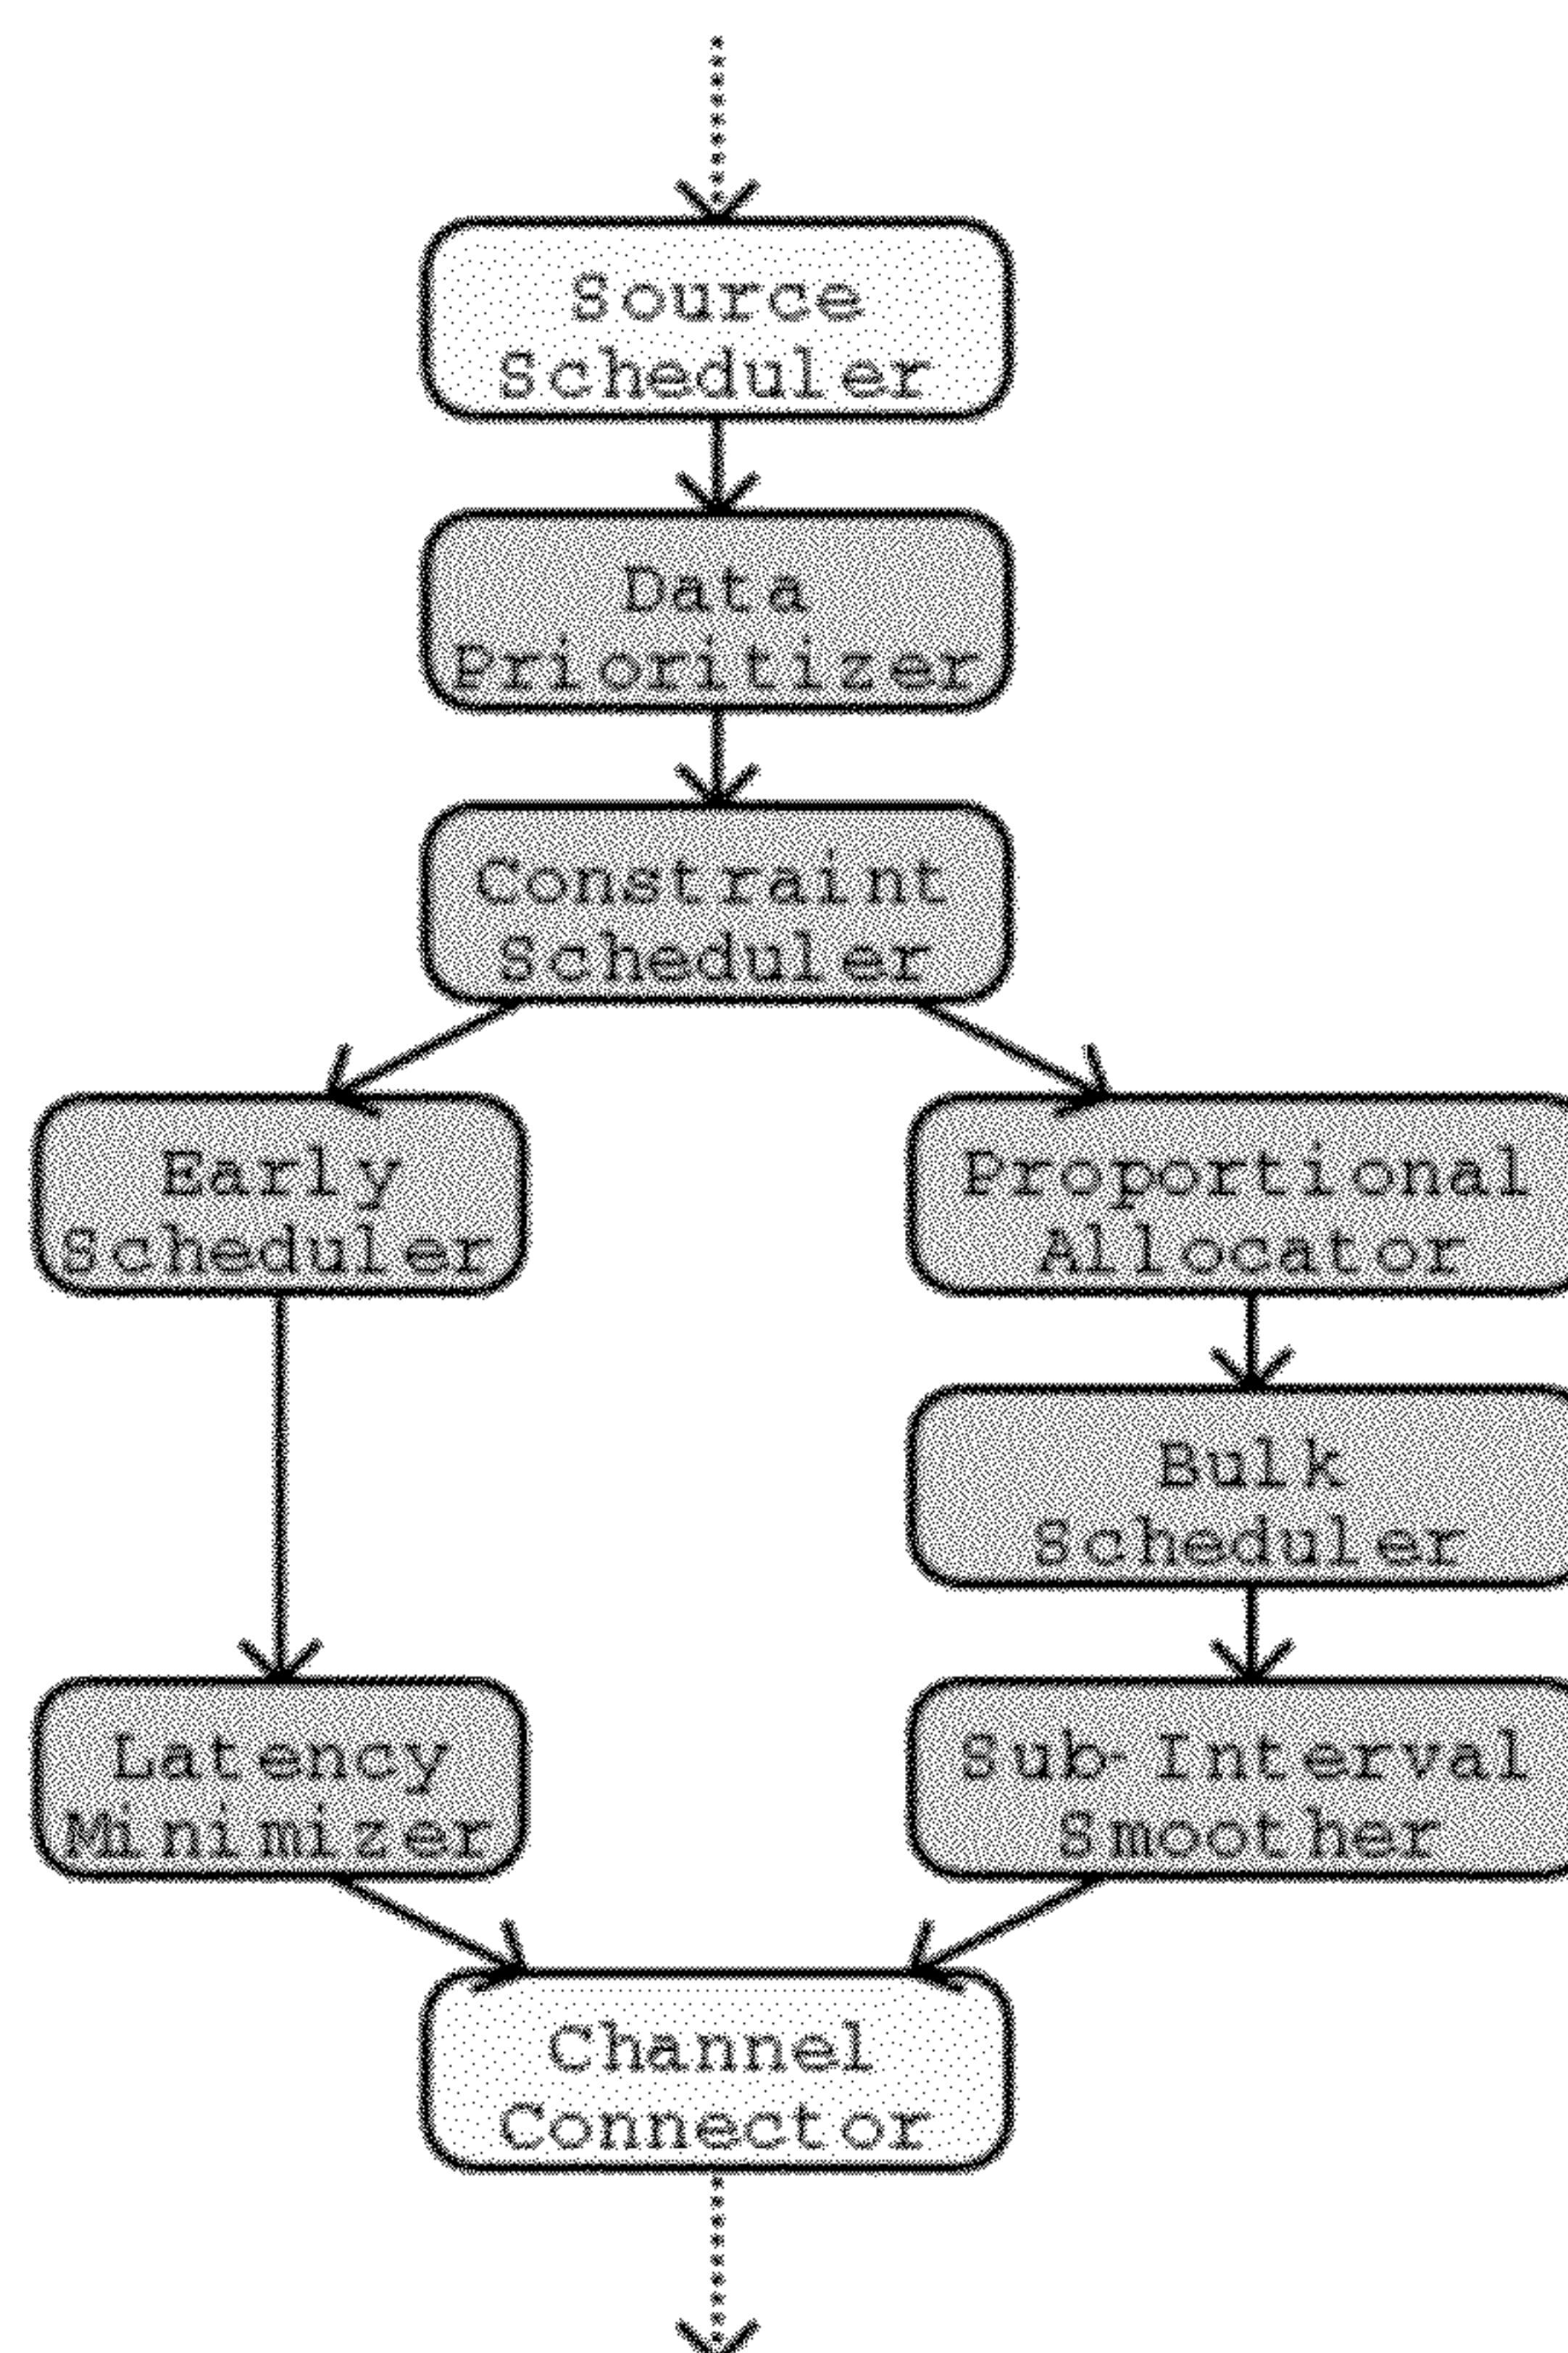 Source
Scheduler
Data
Prioritizer
Constraint
Scheduler
Early
Scheduler
Proportional
Allocator
Bulk
Scheduler
Latency
Minimizer
Sub-Interval
Smoother
Channel
Connector